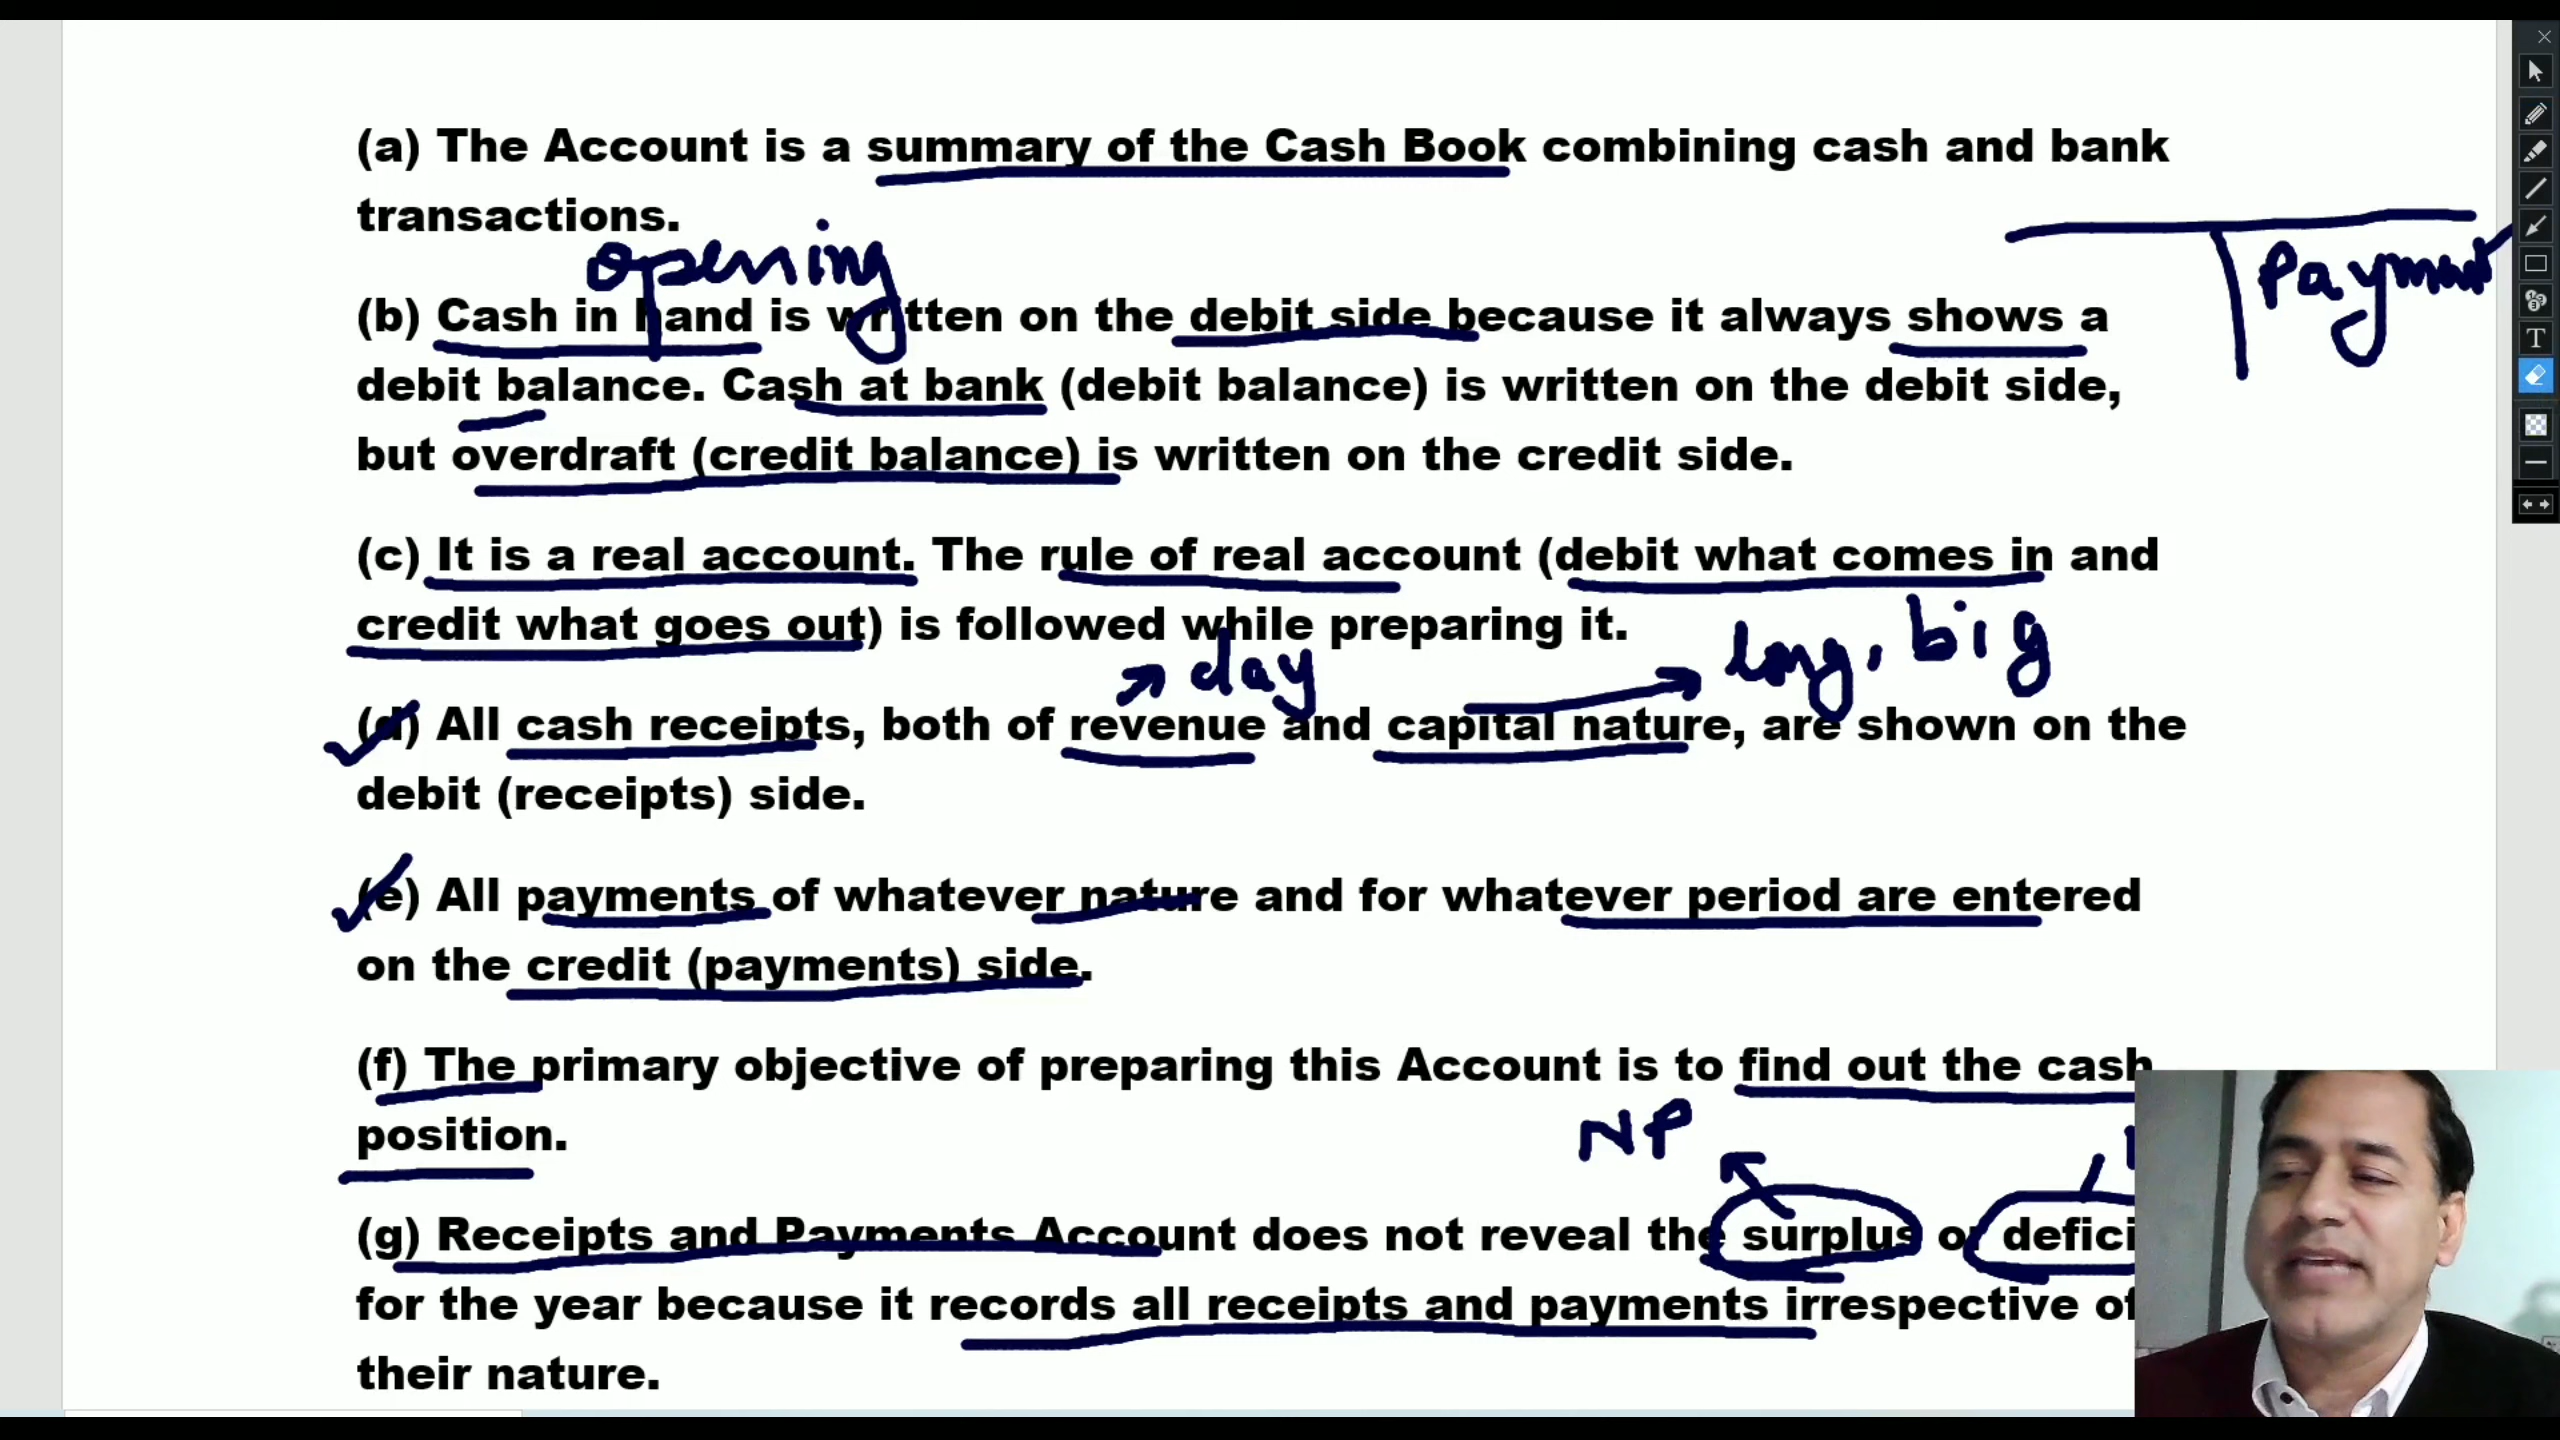 (a) The Account is a summary of the Cash Book combining cash and bank
transactions.
opening
Payment
(b) Cash in hand is written on the debit side because it always shows a
debit balance. Cash at bank (debit balance) is written on the debit side,
but overdraft (credit balance) is written on the credit side.
(c) It is a real account. The rule of real account (debit what comes in and
credit what goes out) is followed while preparing it.
day
long, big
(d) All cash receipts, both of revenue and capital nature, are shown on the
debit (receipts) side.
(e) All payments of whatever nature and for whatever period are entered
on the credit (payments) side.
(f) The primary objective of preparing this Account is to find out the cash
position.
NP
(g) Receipts and Payments Account does not reveal the surplus or defici
for the year because it records all receipts and payments irrespective of
their nature.
T